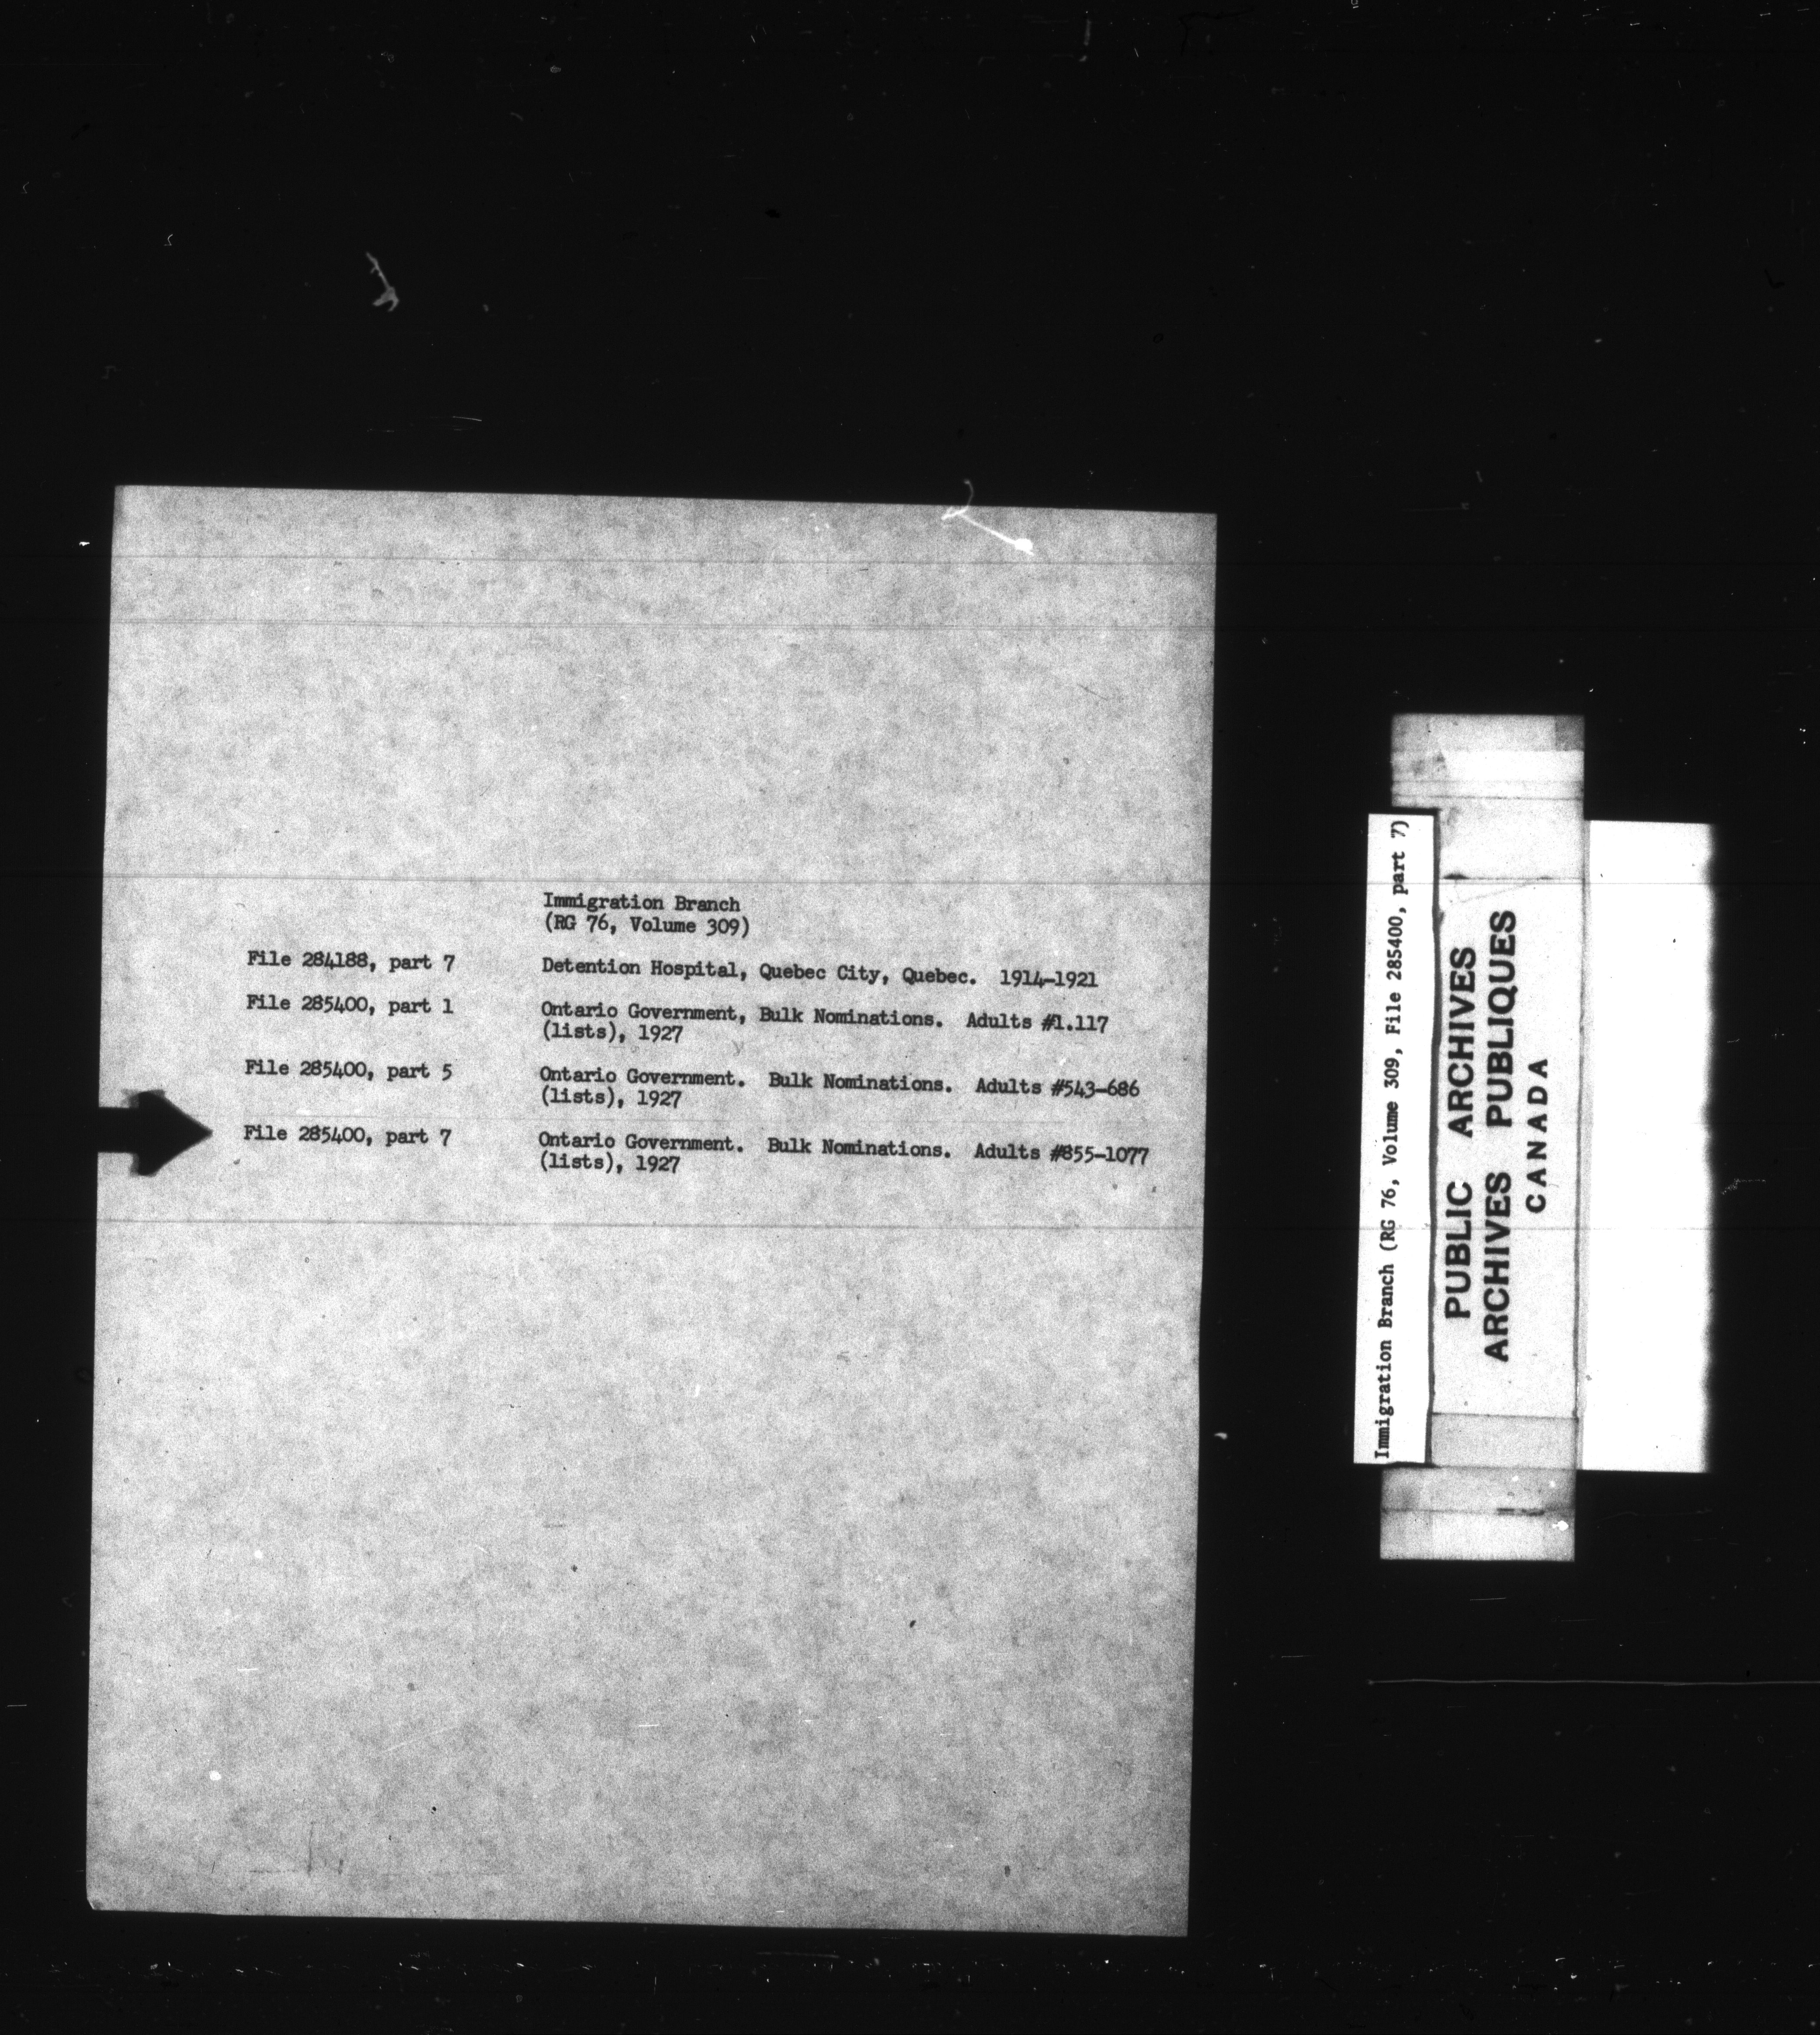 Immigration Branch
(RG 76, Volume 309)
File 284188, part 7 Detention Hospital, Quebec City, Quebec. 1914-1921
File 285400, part 1 Ontario Government, Bulk Nominations. Adults #1.117
(lists), 1927
File 285400, part 5 Ontario Government. Bulk Nominations. Adults #543-686
(lists), 1927
File 285400, part 7 Ontario Government. Bulk Nominations. Adults #855-1077
(lists), 1927
Immigration Branch (RG 76, Volume 309, File 285400, part 7)
PUBLIC ARCHIVES
ARCHIVES PUBLIQUES
CANADA